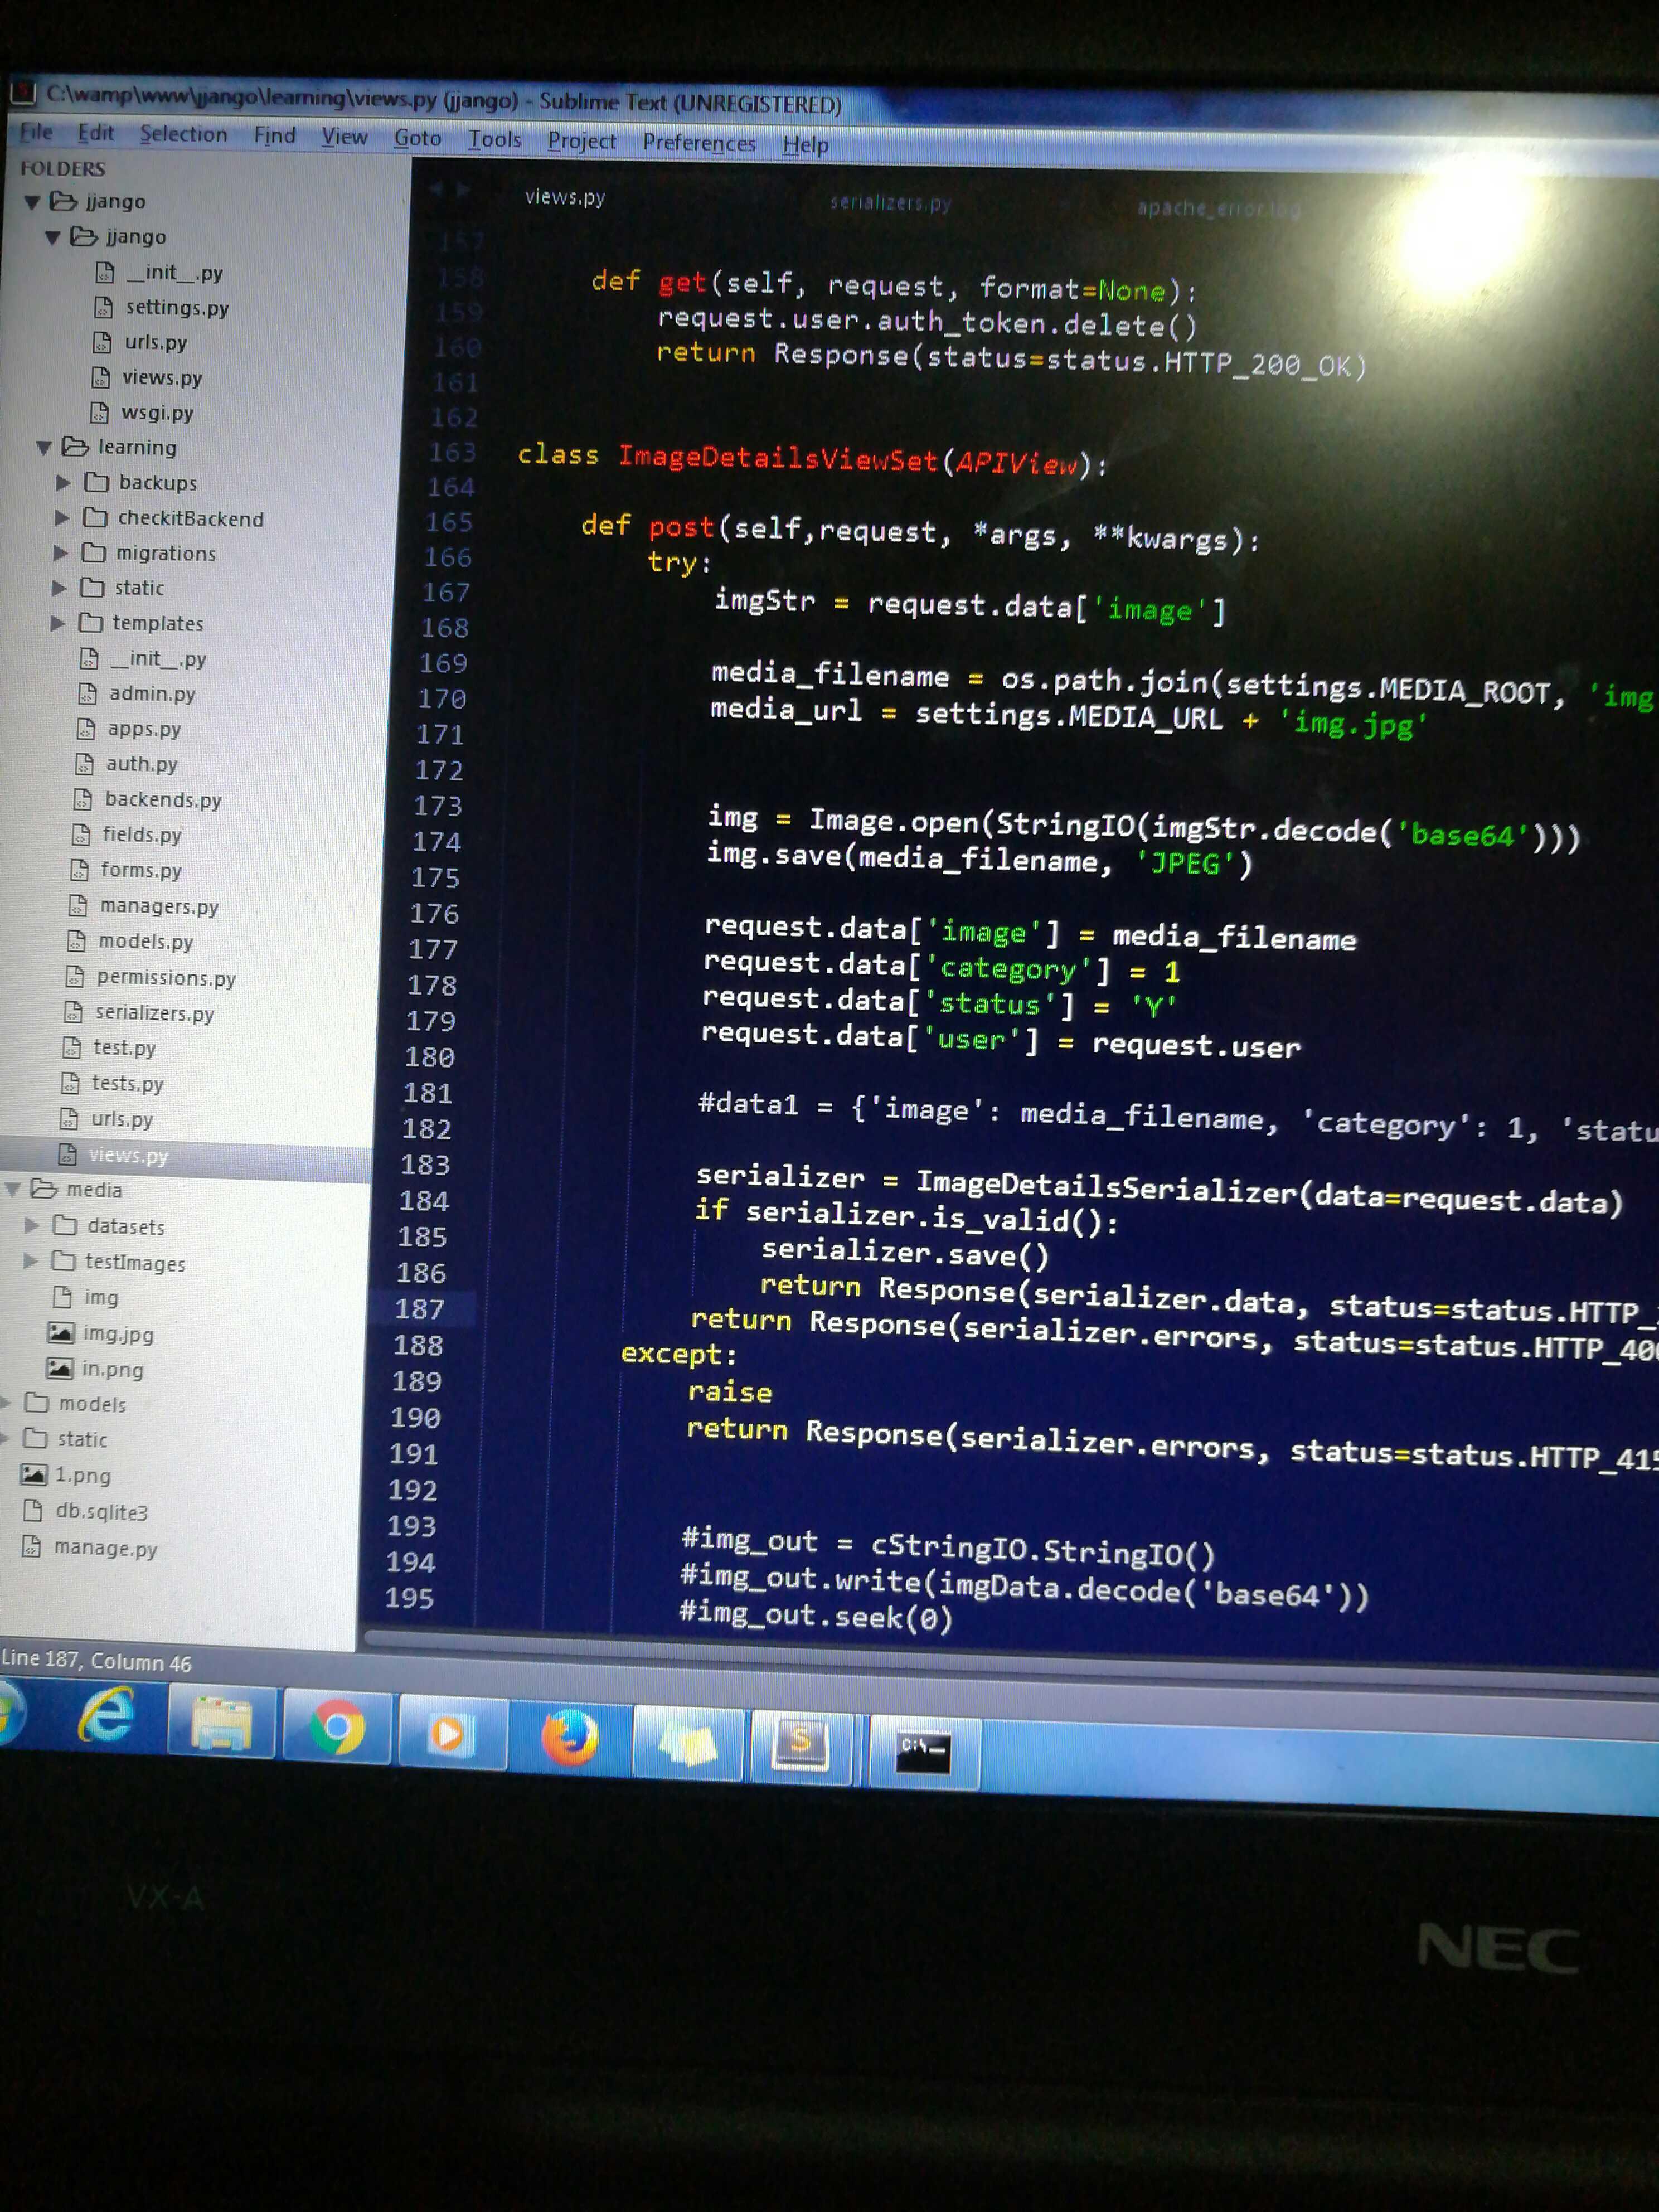 C:\wamp\www\jjango\learning\views.py (jjango) - Sublime Text (UNREGISTERED)
File Edit Selection Find View Goto Tools Project Preferences Help
FOLDERS
jjango
jjango
__init__.py
settings.py
urls.py
views.py
wsgi.py
learning
backups
checkitBackend
migrations
static
templates
__init__.py
admin.py
apps.py
auth.py
backends.py
fields.py
forms.py
managers.py
models.py
permissions.py
serializers.py
test.py
tests.py
urls.py
views.py
media
datasets
testImages
img
img.jpg
in.png
models
static
1.png
db.sqlite3
manage.py
views.py serializers.py apache_error.log
157
158 def get(self, request, format=None):
159 request.user.auth_token.delete()
160 return Response(status=status.HTTP_200_OK)
161
162
163 class ImageDetailsViewSet(APIView):
164
165 def post(self,request, *args, **kwargs):
166 try:
167 imgStr = request.data['image']
168
169 media_filename = os.path.join(settings.MEDIA_ROOT, 'img
170 media_url = settings.MEDIA_URL + 'img.jpg'
171
172
173 img = Image.open(StringIO(imgStr.decode('base64')))
174 img.save(media_filename, 'JPEG')
175
176 request.data['image'] = media_filename
177 request.data['category'] = 1
178 request.data['status'] = 'Y'
179 request.data['user'] = request.user
180
181 #data1 = {'image': media_filename, 'category': 1, 'statu
182
183 serializer = ImageDetailsSerializer(data=request.data)
184 if serializer.is_valid():
185 serializer.save()
186 return Response(serializer.data, status=status.HTTP_
187 return Response(serializer.errors, status=status.HTTP_40
188 except:
189 raise
190 return Response(serializer.errors, status=status.HTTP_415
191
192
193 #img_out = cStringIO.StringIO()
194 #img_out.write(imgData.decode('base64'))
195 #img_out.seek(0)
Line 187, Column 46
C:\
VX-A
NEC